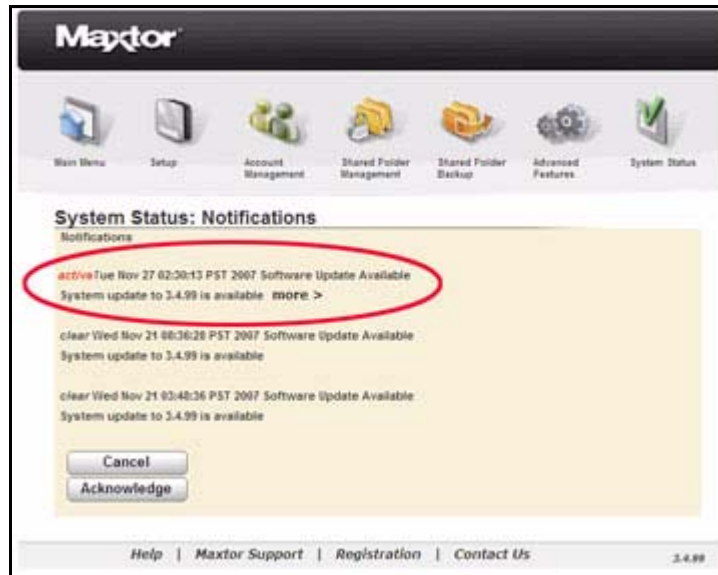 Maxtor
Main Menu
Setup
Account Management
Shared Folder Management
Shared Folder Backup
Advanced Features
System Status
System Status: Notifications
Notifications
activeTue Nov 27 02:30:13 PST 2007 Software Update Available
System update to 3.4.99 is available more >
clear Wed Nov 21 08:36:28 PST 2007 Software Update Available
System update to 3.4.99 is available
clear Wed Nov 21 03:48:36 PST 2007 Software Update Available
System update to 3.4.99 is available
Cancel
Acknowledge
Help | Maxtor Support | Registration | Contact Us